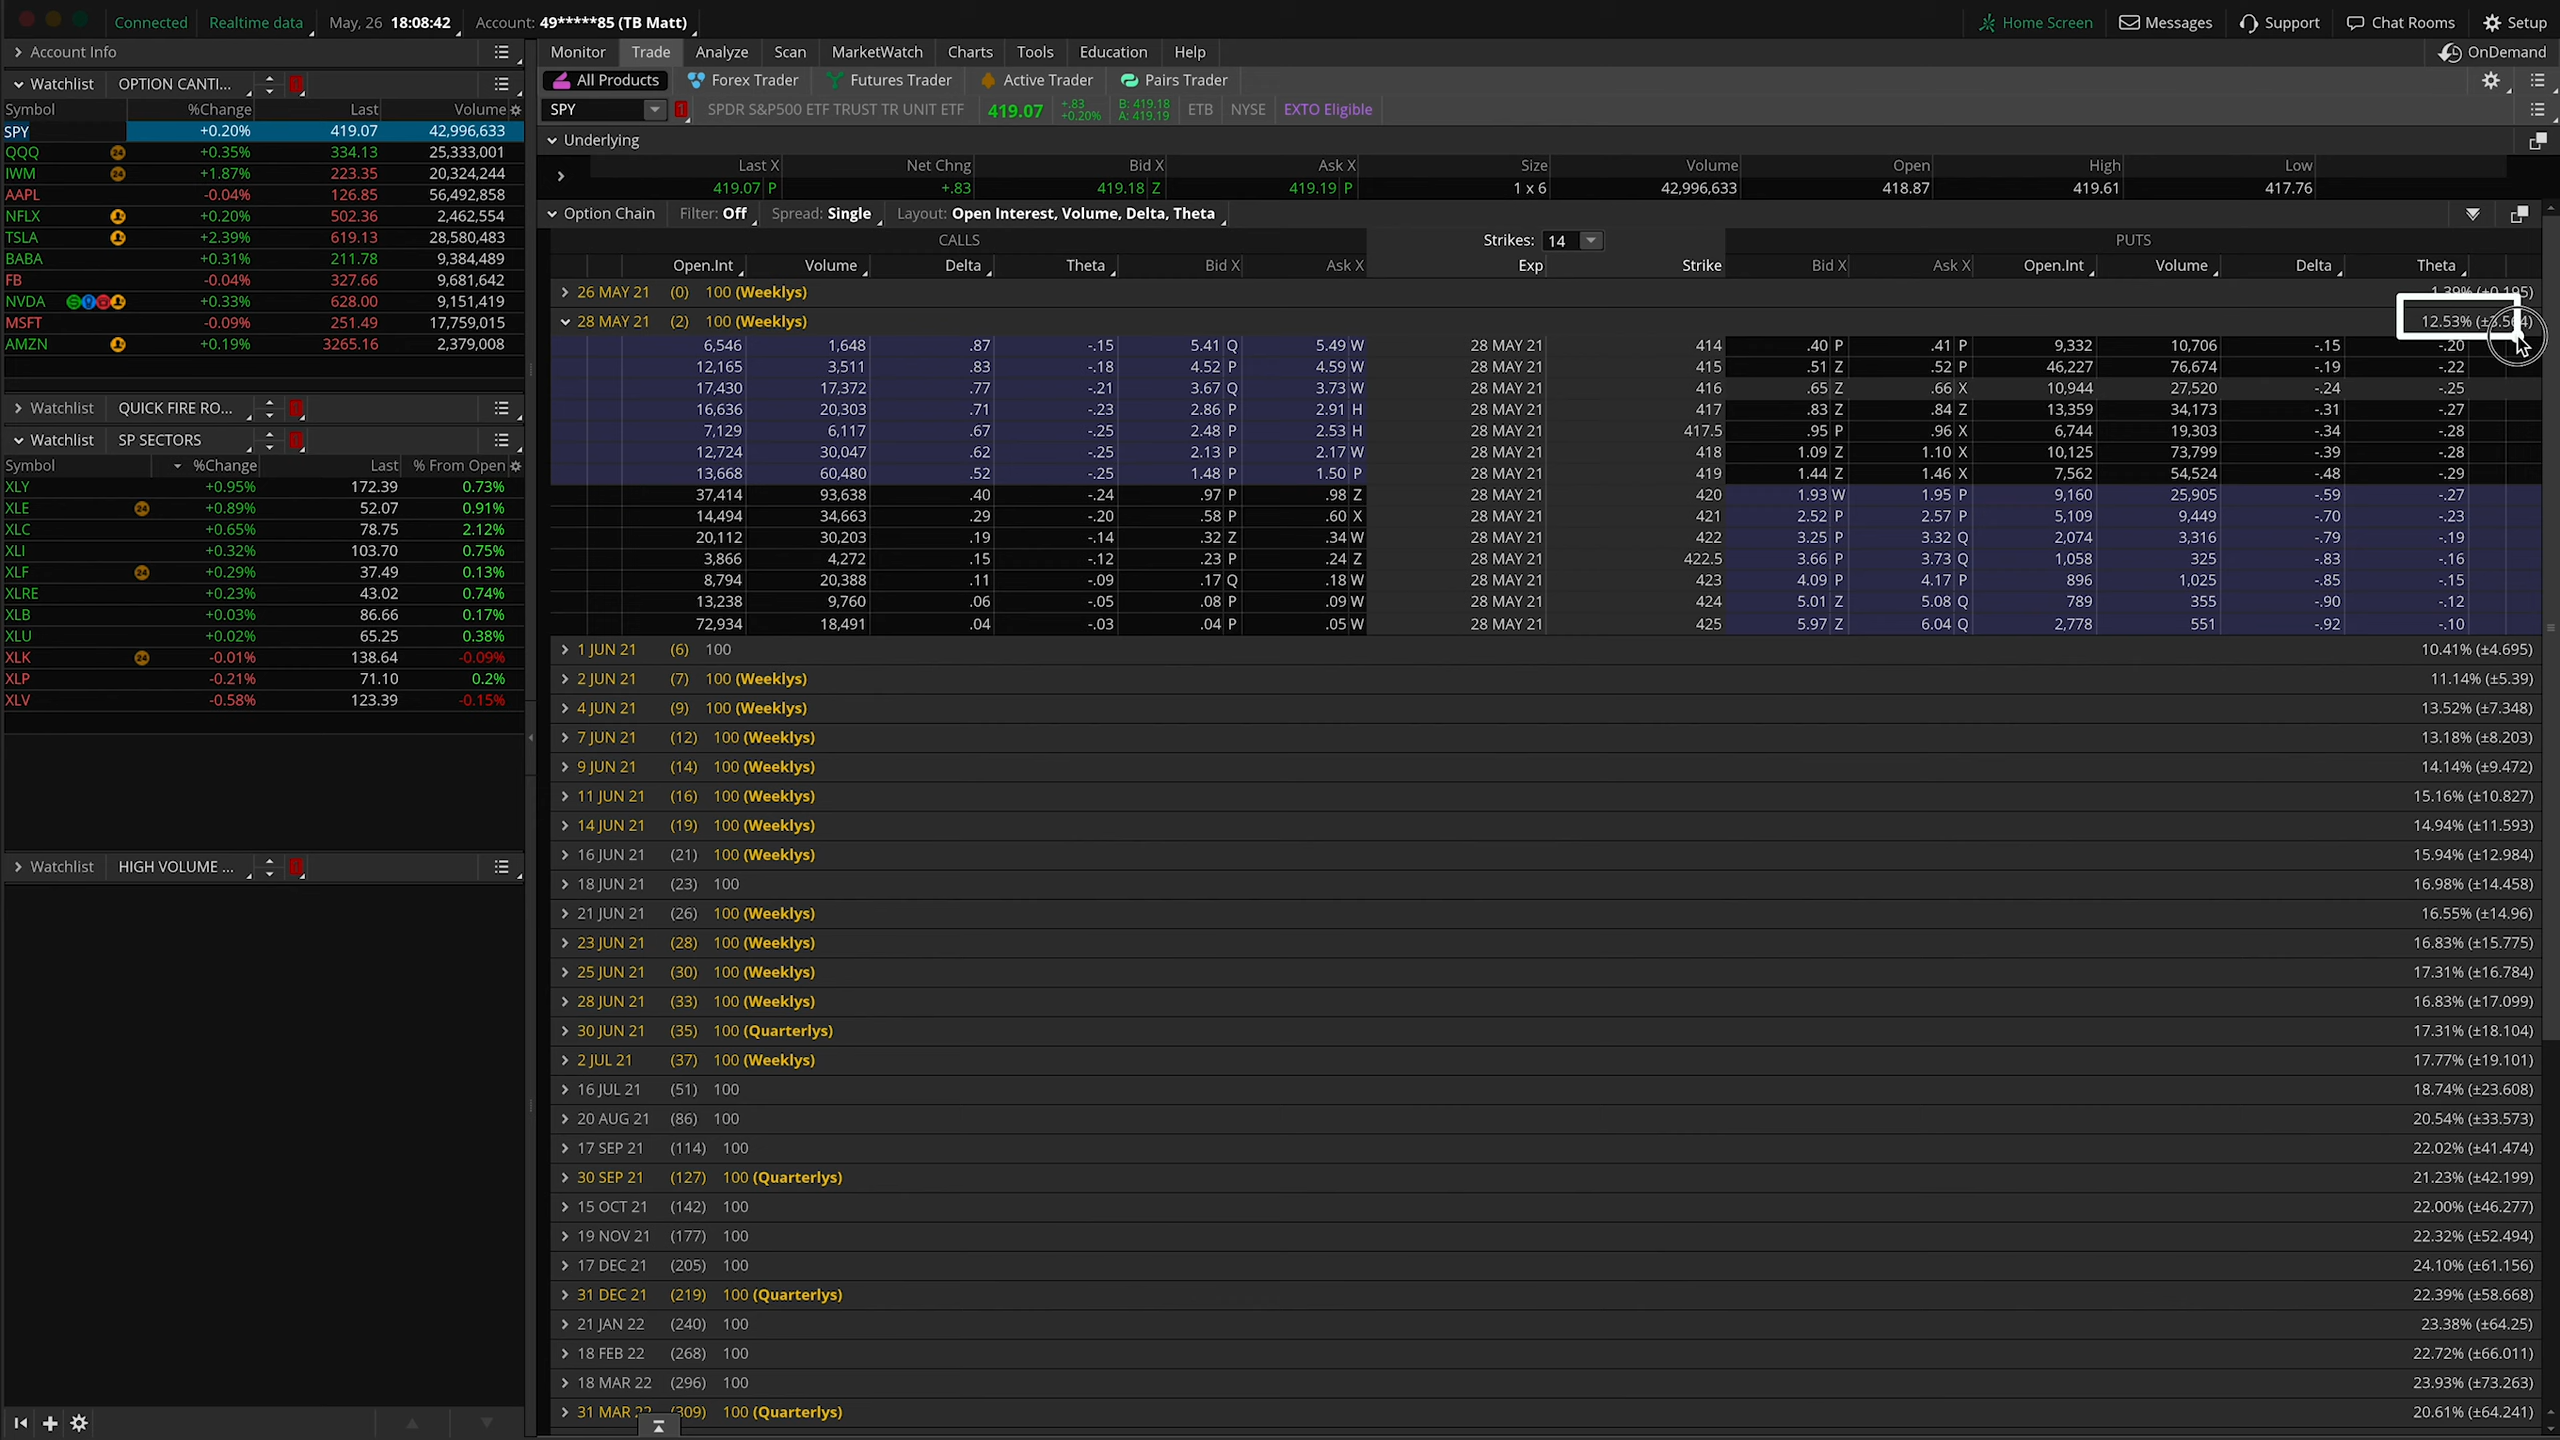 Connected Realtime data May, 26 18:08:42 Account: 49*****85 (TB Matt) Home Screen Messages Support Chat Rooms Setup
Account Info Monitor Trade Analyze Scan MarketWatch Charts Tools Education Help OnDemand
Watchlist OPTION CANTI... All Products Forex Trader Futures Trader Active Trader Pairs Trader
Symbol %Change Last Volume
SPY +0.20% 419.07 42,996,633
QQQ +0.35% 334.13 25,333,001
IWM +1.87% 223.35 20,324,244
AAPL -0.04% 126.85 56,492,858
NFLX +0.20% 502.36 2,462,554
TSLA +2.39% 619.13 28,580,483
BABA +0.31% 211.78 9,384,489
FB -0.04% 327.66 9,681,642
NVDA +0.33% 628.00 9,151,419
MSFT -0.09% 251.49 17,759,015
AMZN +0.19% 3265.16 2,379,008
Watchlist QUICK FIRE RO...
Watchlist SP SECTORS
Symbol %Change Last % From Open
XLY +0.95% 172.39 0.73%
XLE +0.89% 52.07 0.91%
XLC +0.65% 78.75 2.12%
XLI +0.32% 103.70 0.75%
XLF +0.29% 37.49 0.13%
XLRE +0.23% 43.02 0.74%
XLB +0.03% 86.66 0.17%
XLU +0.02% 65.25 0.38%
XLK -0.01% 138.64 -0.09%
XLP -0.21% 71.10 0.2%
XLV -0.58% 123.39 -0.15%
Watchlist HIGH VOLUME ...
SPY SPDR S&P500 ETF TRUST TR UNIT ETF 419.07 +.83 +0.20% B: 419.18 A: 419.19 ETB NYSE EXTO Eligible
Underlying
Last X Net Chng Bid X Ask X Size Volume Open High Low
419.07 P +.83 419.18 Z 419.19 P 1 x 6 42,996,633 418.87 419.61 417.76
Option Chain Filter: Off Spread: Single Layout: Open Interest, Volume, Delta, Theta
CALLS Strikes: 14 PUTS
Open.Int Volume Delta Theta Bid X Ask X Exp Strike Bid X Ask X Open.Int Volume Delta Theta
26 MAY 21 (0) 100 (Weeklys) 1.39% (±0.195)
28 MAY 21 (2) 100 (Weeklys) 12.53%
6,546 1,648 .87 -.15 5.41 Q 5.49 W 28 MAY 21 414 .40 P .41 P 9,332 10,706 -.15 -.20
12,165 3,511 .83 -.18 4.52 P 4.59 W 28 MAY 21 415 .51 Z .52 P 46,227 76,674 -.19 -.22
17,430 17,372 .77 -.21 3.67 Q 3.73 W 28 MAY 21 416 .65 Z .66 X 10,944 27,520 -.24 -.25
16,636 20,303 .71 -.23 2.86 P 2.91 H 28 MAY 21 417 .83 Z .84 Z 13,359 34,173 -.31 -.27
7,129 6,117 .67 -.25 2.48 P 2.53 H 28 MAY 21 417.5 .95 P .96 X 6,744 19,303 -.34 -.28
12,724 30,047 .62 -.25 2.13 P 2.17 W 28 MAY 21 418 1.09 Z 1.10 X 10,125 73,799 -.39 -.28
13,668 60,480 .52 -.25 1.48 P 1.50 P 28 MAY 21 419 1.44 Z 1.46 X 7,562 54,524 -.48 -.29
37,414 93,638 .40 -.24 .97 P .98 Z 28 MAY 21 420 1.93 W 1.95 P 9,160 25,905 -.59 -.27
14,494 34,663 .29 -.20 .58 P .60 X 28 MAY 21 421 2.52 P 2.57 P 5,109 9,449 -.70 -.23
20,112 30,203 .19 -.14 .32 Z .34 W 28 MAY 21 422 3.25 P 3.32 Q 2,074 3,316 -.79 -.19
3,866 4,272 .15 -.12 .23 P .24 Z 28 MAY 21 422.5 3.66 P 3.73 Q 1,058 325 -.83 -.16
8,794 20,388 .11 -.09 .17 Q .18 W 28 MAY 21 423 4.09 P 4.17 P 896 1,025 -.85 -.15
13,238 9,760 .06 -.05 .08 P .09 W 28 MAY 21 424 5.01 Z 5.08 Q 789 355 -.90 -.12
72,934 18,491 .04 -.03 .04 P .05 W 28 MAY 21 425 5.97 Z 6.04 Q 2,778 551 -.92 -.10
1 JUN 21 (6) 100 10.41% (±4.695)
2 JUN 21 (7) 100 (Weeklys) 11.14% (±5.39)
4 JUN 21 (9) 100 (Weeklys) 13.52% (±7.348)
7 JUN 21 (12) 100 (Weeklys) 13.18% (±8.203)
9 JUN 21 (14) 100 (Weeklys) 14.14% (±9.472)
11 JUN 21 (16) 100 (Weeklys) 15.16% (±10.827)
14 JUN 21 (19) 100 (Weeklys) 14.94% (±11.593)
16 JUN 21 (21) 100 (Weeklys) 15.94% (±12.984)
18 JUN 21 (23) 100 16.98% (±14.458)
21 JUN 21 (26) 100 (Weeklys) 16.55% (±14.96)
23 JUN 21 (28) 100 (Weeklys) 16.83% (±15.775)
25 JUN 21 (30) 100 (Weeklys) 17.31% (±16.784)
28 JUN 21 (33) 100 (Weeklys) 16.83% (±17.099)
30 JUN 21 (35) 100 (Quarterlys) 17.31% (±18.104)
2 JUL 21 (37) 100 (Weeklys) 17.77% (±19.101)
16 JUL 21 (51) 100 18.74% (±23.608)
20 AUG 21 (86) 100 20.54% (±33.573)
17 SEP 21 (114) 100 22.02% (±41.474)
30 SEP 21 (127) 100 (Quarterlys) 21.23% (±42.199)
15 OCT 21 (142) 100 22.00% (±46.277)
19 NOV 21 (177) 100 22.32% (±52.494)
17 DEC 21 (205) 100 24.10% (±61.156)
31 DEC 21 (219) 100 (Quarterlys) 22.39% (±58.668)
21 JAN 22 (240) 100 23.38% (±64.25)
18 FEB 22 (268) 100 22.72% (±66.011)
18 MAR 22 (296) 100 23.93% (±73.263)
31 MAR 22 (309) 100 (Quarterlys) 20.61% (±64.241)